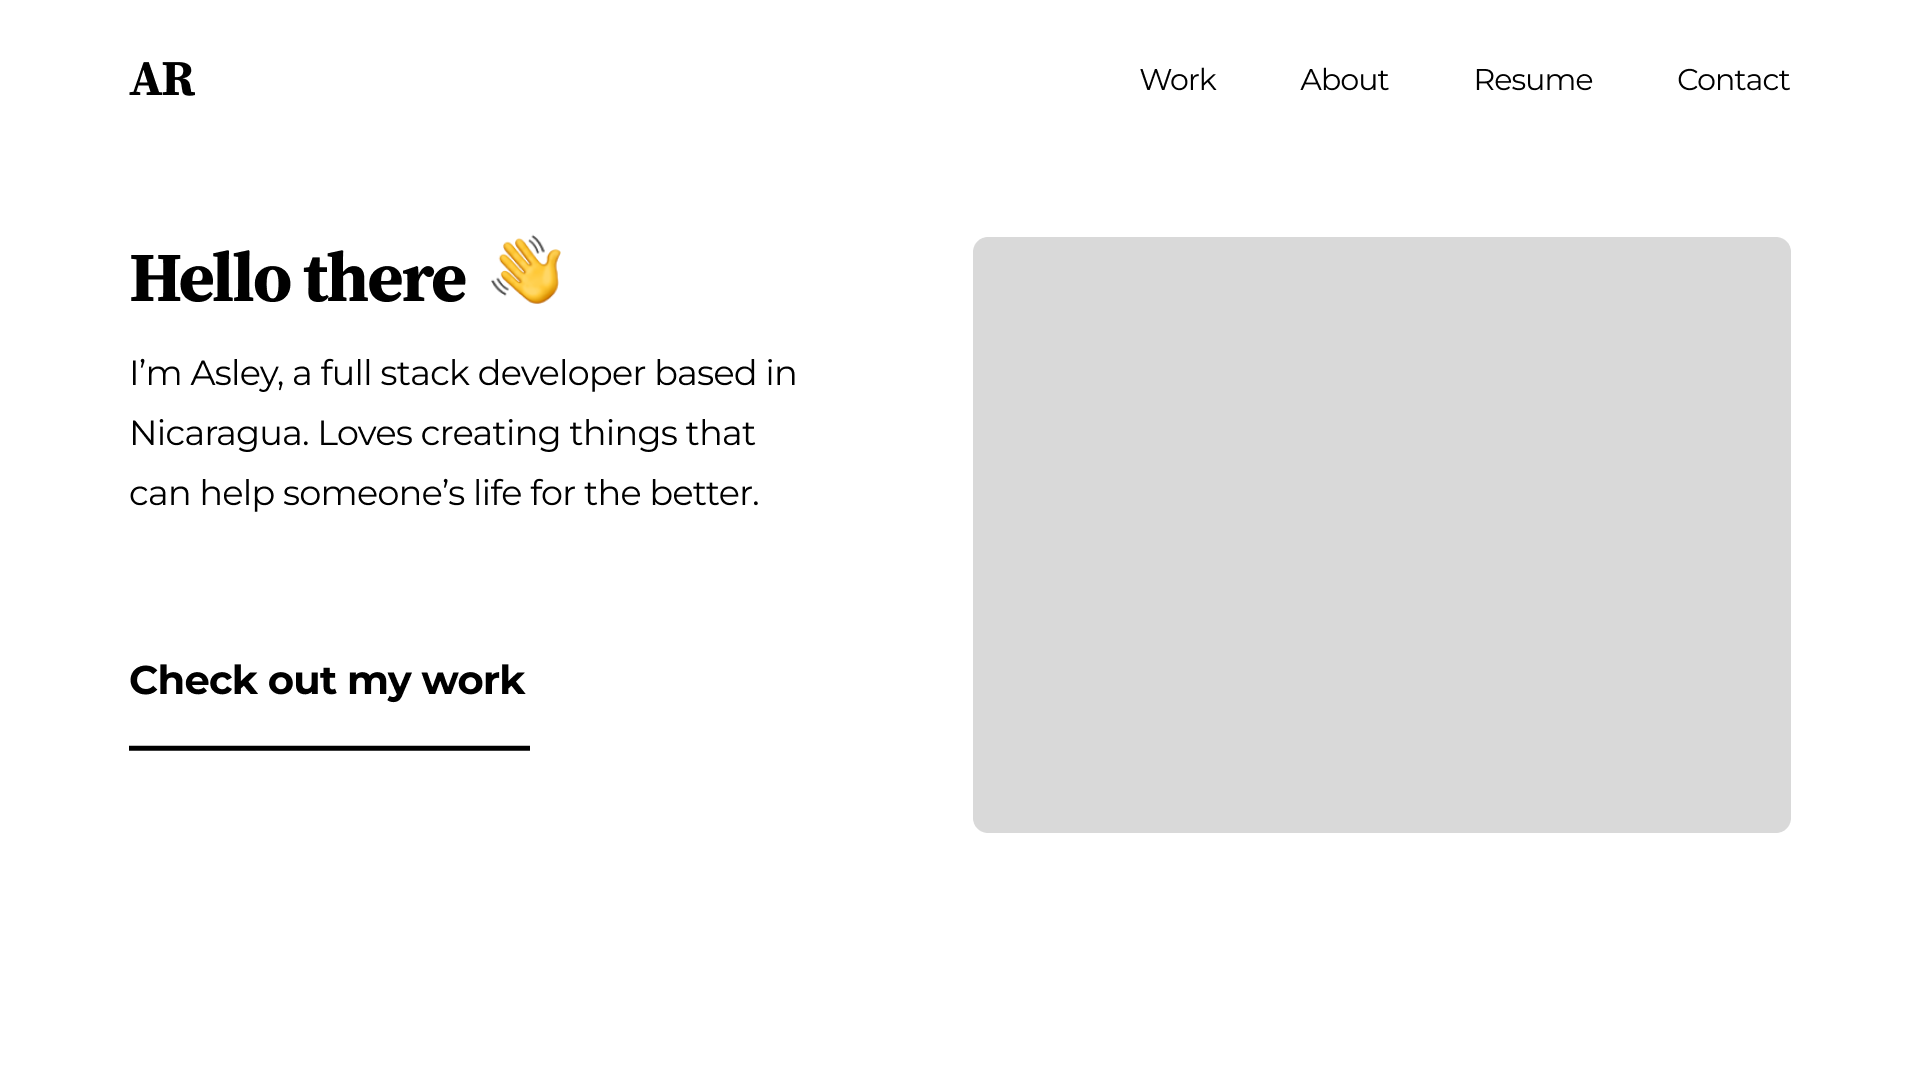 AR
Work About Resume Contact
Hello there 👋
I’m Asley, a full stack developer based in
Nicaragua. Loves creating things that
can help someone’s life for the better.
Check out my work